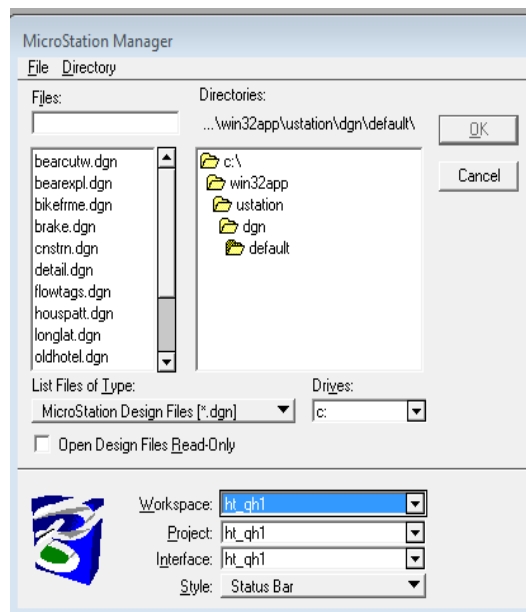 MicroStation Manager
File Directory
Files:
Directories:
...\win32app\ustation\dgn\default\
OK
Cancel
bearcutw.dgn
bearexpl.dgn
bikefrme.dgn
brake.dgn
cnstrn.dgn
detail.dgn
flowtags.dgn
houspatt.dgn
longlat.dgn
oldhotel.dgn
c:\
win32app
ustation
dgn
default
List Files of Type:
MicroStation Design Files [*.dgn]
Drives:
c:
Open Design Files Read-Only
Workspace: ht_qh1
Project: ht_qh1
Interface: ht_qh1
Style: Status Bar